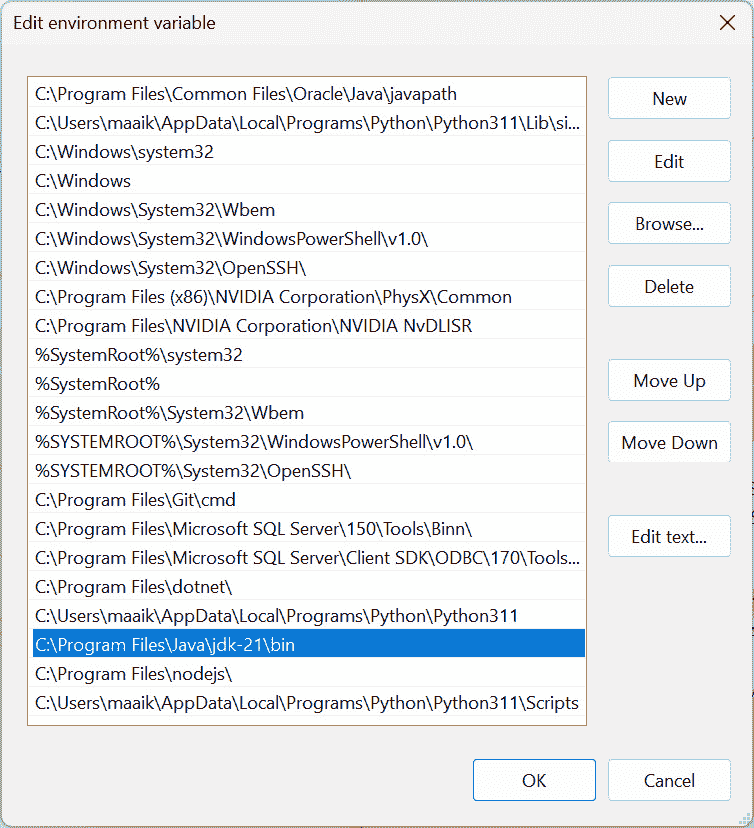 Edit environment variable
C:\Program Files\Common Files\Oracle\Java\javapath
C:\Users\maaik\AppData\Local\Programs\Python\Python311\Lib\si...
C:\Windows\system32
C:\Windows
C:\Windows\System32\Wbem
C:\Windows\System32\WindowsPowerShell\v1.0\
C:\Windows\System32\OpenSSH\
C:\Program Files (x86)\NVIDIA Corporation\PhysX\Common
C:\Program Files\NVIDIA Corporation\NVIDIA NvDLISR
%SystemRoot%\system32
%SystemRoot%
%SystemRoot%\System32\Wbem
%SYSTEMROOT%\System32\WindowsPowerShell\v1.0\
%SYSTEMROOT%\System32\OpenSSH\
C:\Program Files\Git\cmd
C:\Program Files\Microsoft SQL Server\150\Tools\Binn\
C:\Program Files\Microsoft SQL Server\Client SDK\ODBC\170\Tools...
C:\Program Files\dotnet\
C:\Users\maaik\AppData\Local\Programs\Python\Python311
C:\Program Files\Java\jdk-21\bin
C:\Program Files\nodejs\
C:\Users\maaik\AppData\Local\Programs\Python\Python311\Scripts
New
Edit
Browse...
Delete
Move Up
Move Down
Edit text...
OK
Cancel